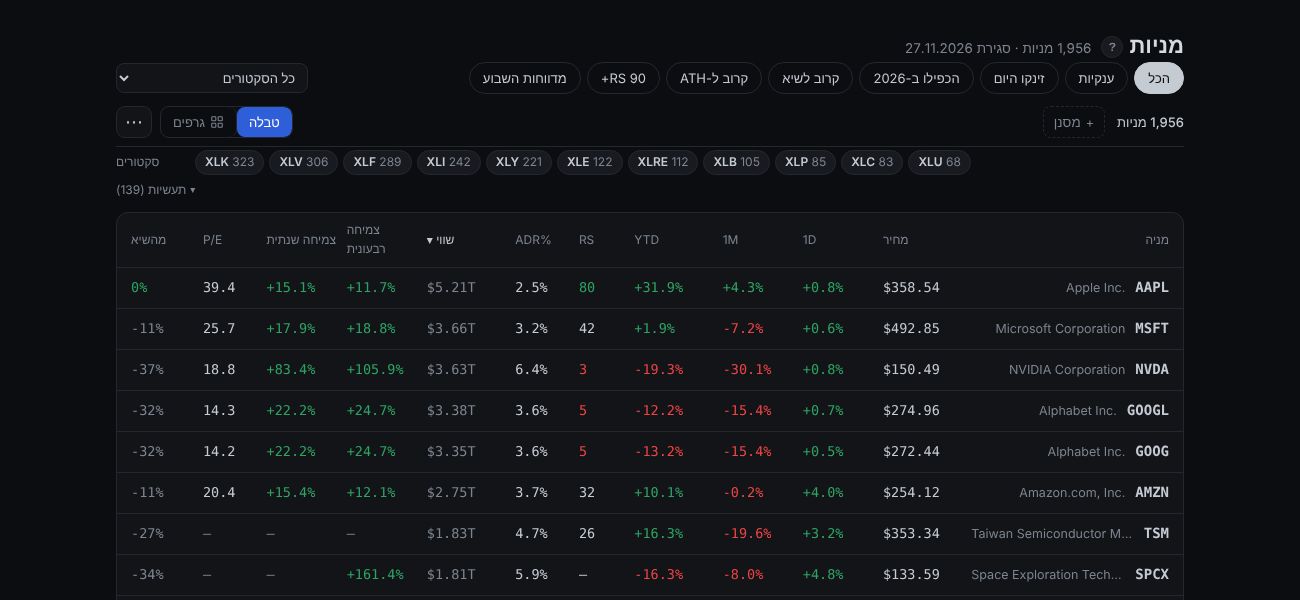 מניות ? 1,956 מניות · סגירת 27.11.2026
הכל ענקיות זינקו היום הכפילו ב-2026 קרוב לשיא קרוב ל-ATH RS 90+ מדווחות השבוע כל הסקטורים
1,956 מניות + מסנן טבלה גרפים ⋯
סקטורים XLK 323 XLV 306 XLF 289 XLI 242 XLY 221 XLE 122 XLRE 112 XLB 105 XLP 85 XLC 83 XLU 68
▾ תעשיות (139)
מניה מחיר 1D 1M YTD RS ADR% שווי ▾ צמיחה רבעונית צמיחה שנתית P/E מהשיא
AAPL Apple Inc. $358.54 +0.8% +4.3% +31.9% 80 2.5% $5.21T +11.7% +15.1% 39.4 0%
MSFT Microsoft Corporation $492.85 +0.6% -7.2% +1.9% 42 3.2% $3.66T +18.8% +17.9% 25.7 -11%
NVDA NVIDIA Corporation $150.49 +0.8% -30.1% -19.3% 3 6.4% $3.63T +105.9% +83.4% 18.8 -37%
GOOGL Alphabet Inc. $274.96 +0.7% -15.4% -12.2% 5 3.6% $3.38T +24.7% +22.2% 14.3 -32%
GOOG Alphabet Inc. $272.44 +0.5% -15.4% -13.2% 5 3.6% $3.35T +24.7% +22.2% 14.2 -32%
AMZN Amazon.com, Inc. $254.12 +4.0% -0.2% +10.1% 32 3.7% $2.75T +12.1% +15.4% 20.4 -11%
TSM Taiwan Semiconductor M... $353.34 +3.2% -19.6% +16.3% 26 4.7% $1.83T — — — -27%
SPCX Space Exploration Tech... $133.59 +4.8% -8.0% -16.3% — 5.9% $1.81T +161.4% — — -34%